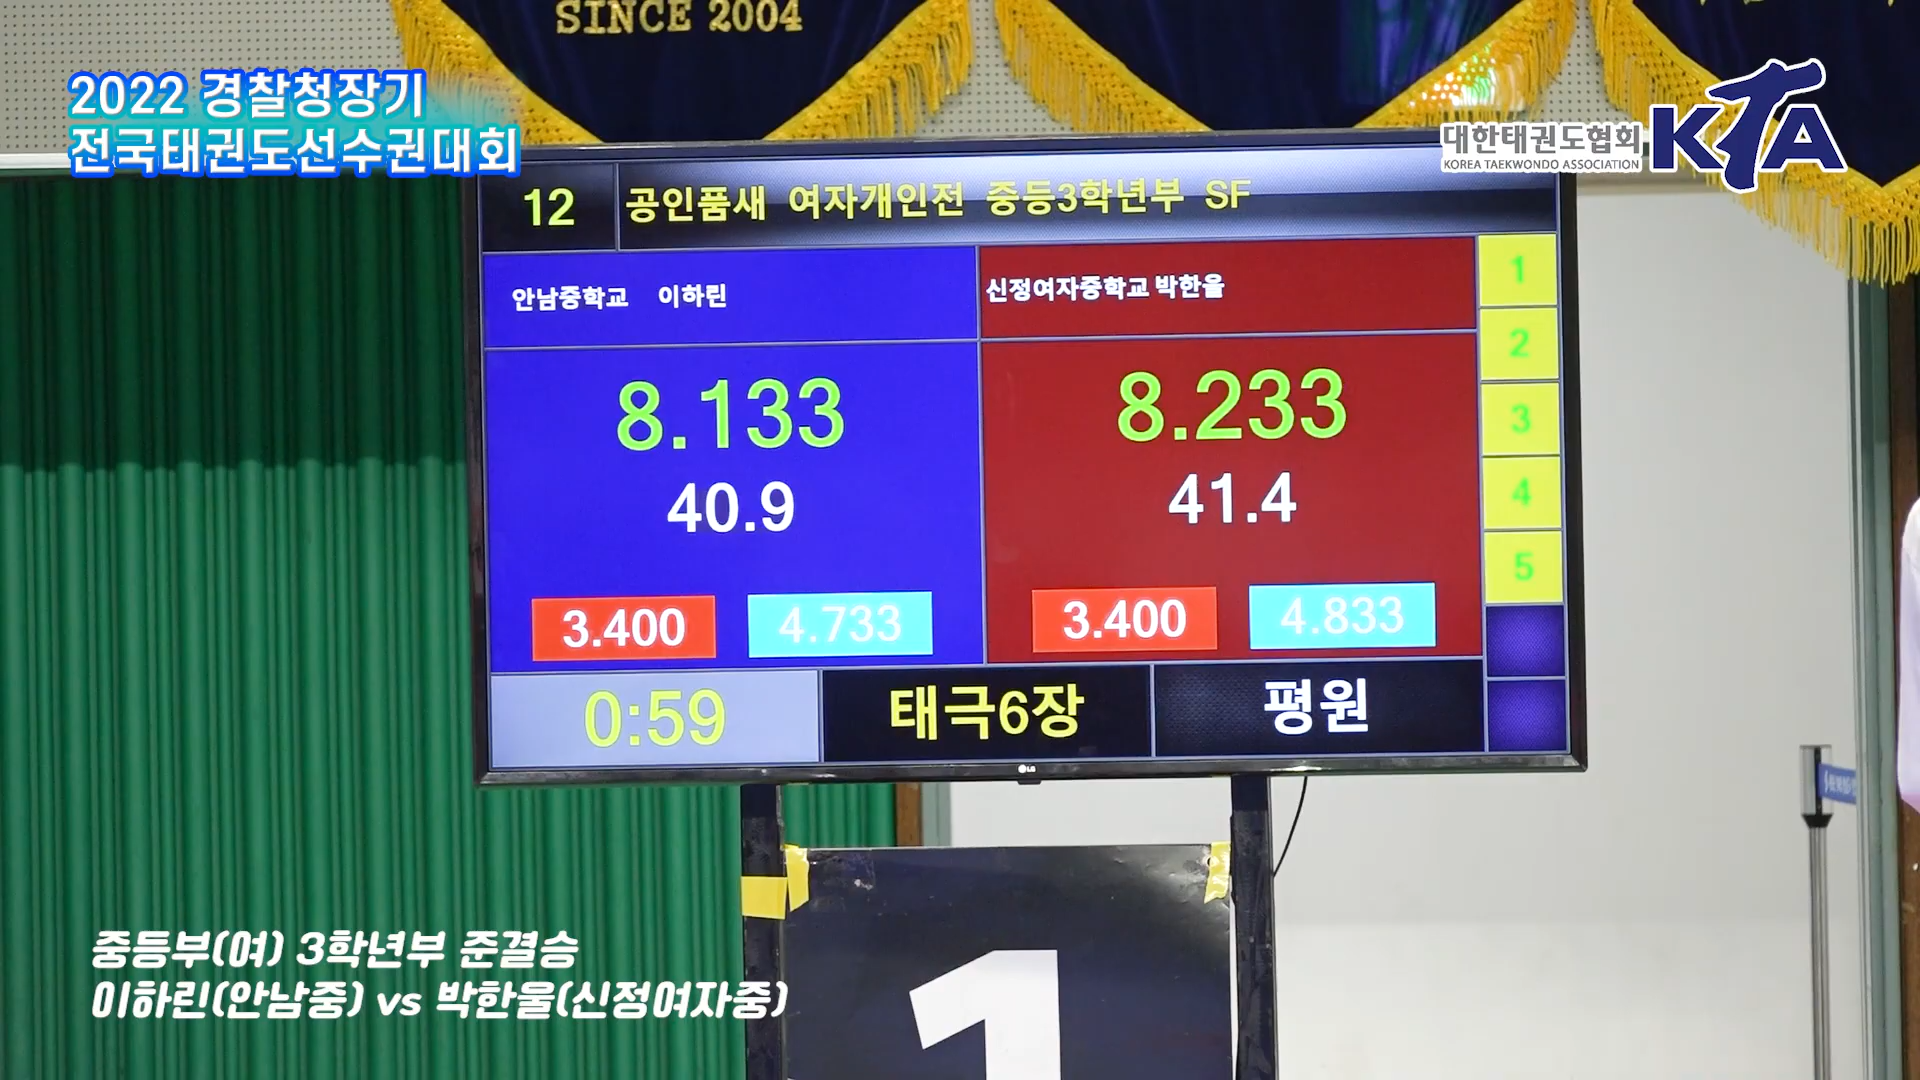 SINCE 2004
2022 경찰청장기
전국태권도선수권대회
대한태권도협회
KOREA TAEKWONDO ASSOCIATION
KTA
12 공인품새 여자개인전 중등3학년부 SF
안남중학교 이하린
신정여자중학교 박한울
8.133
8.233
40.9
41.4
3.400 4.733
3.400 4.833
1
2
3
4
5
0:59 태극6장 평원
LG
1
중등부(여) 3학년부 준결승
이하린(안남중) vs 박한울(신정여자중)